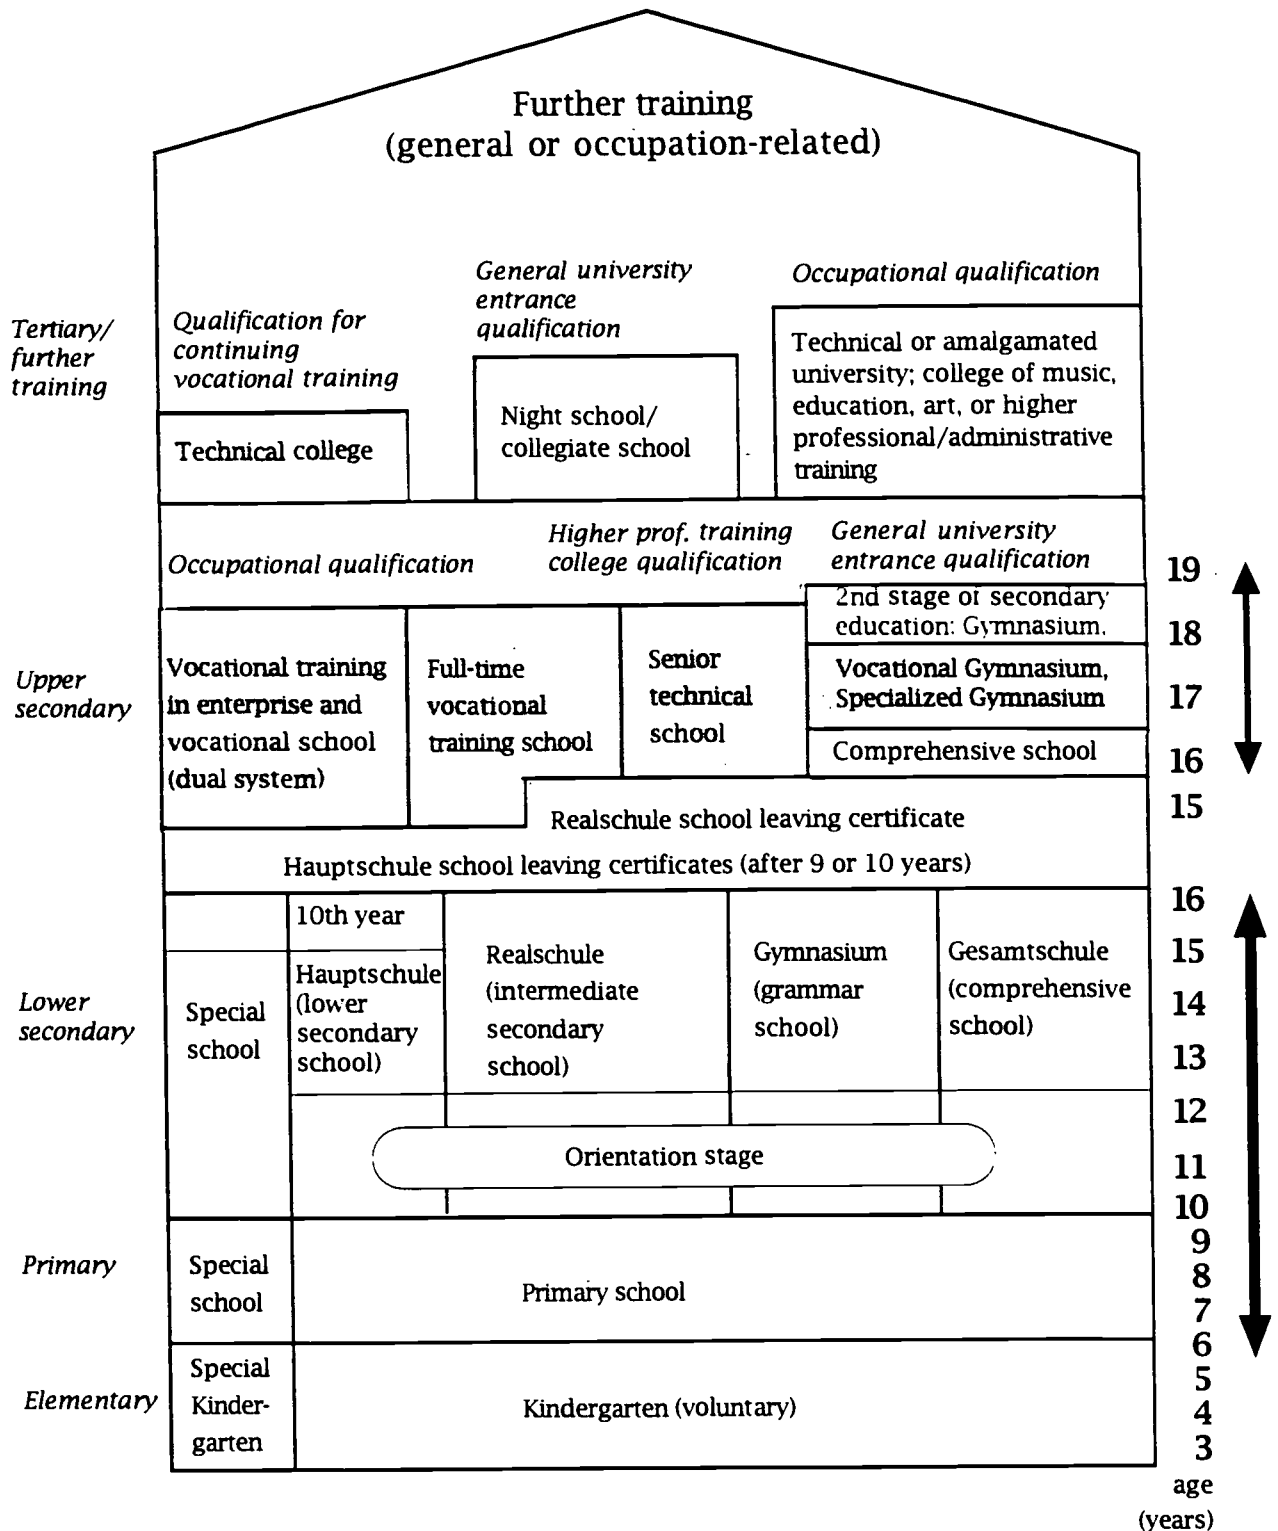 Further training
(general or occupation-related)
Tertiary/
further
training
Qualification for
continuing
vocational training
General university
entrance
qualification
Occupational qualification
Technical college
Night school/
collegiate school
Technical or amalgamated
university; college of music,
education, art, or higher
professional/administrative
training
Occupational qualification
Higher prof. training
college qualification
General university
entrance qualification
Upper
secondary
Vocational training
in enterprise and
vocational school
(dual system)
Full-time
vocational
training school
Senior
technical
school
2nd stage of secondary
education: Gymnasium.
Vocational Gymnasium,
Specialized Gymnasium
Comprehensive school
19
18
17
16
15
Realschule school leaving certificate
Hauptschule school leaving certificates (after 9 or 10 years)
Lower
secondary
Special
school
10th year
Hauptschule
(lower
secondary
school)
Realschule
(intermediate
secondary
school)
Gymnasium
(grammar
school)
Gesamtschule
(comprehensive
school)
Orientation stage
16
15
14
13
12
11
10
Primary
Special
school
Primary school
9
8
7
6
Elementary
Special
Kinder-
garten
Kindergarten (voluntary)
5
4
3
age
(years)